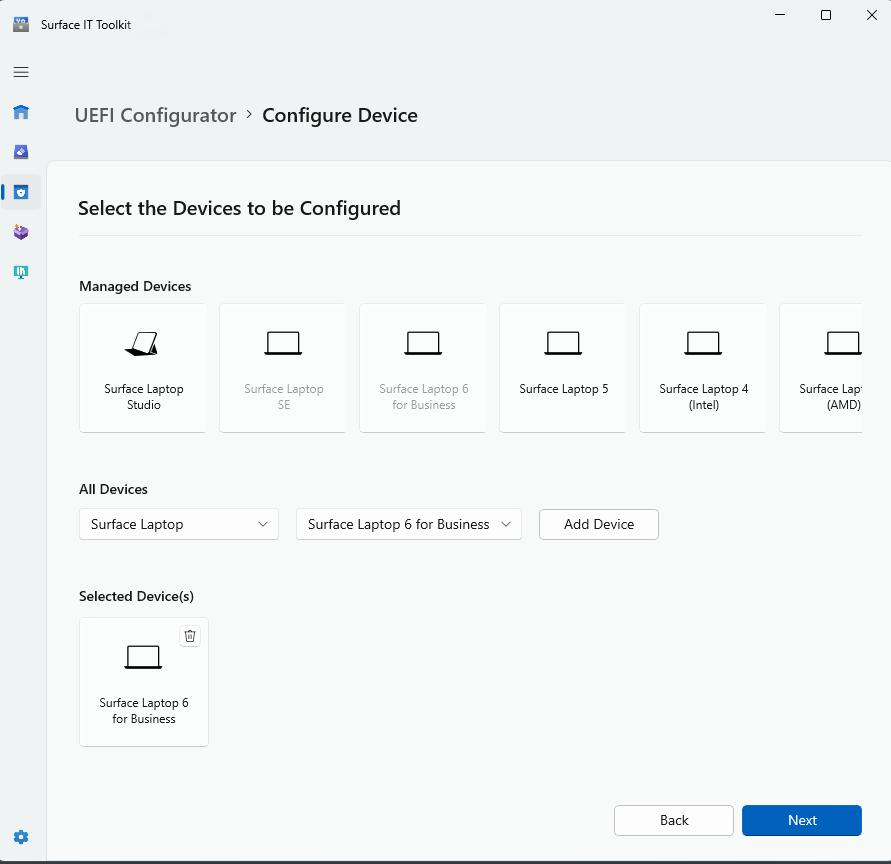 Surface IT Toolkit
UEFI Configurator > Configure Device
Select the Devices to be Configured
Managed Devices
Surface Laptop
Studio
Surface Laptop
SE
Surface Laptop 6
for Business
Surface Laptop 5
Surface Laptop 4
(Intel)
Surface
(AMD)
All Devices
Surface Laptop
Surface Laptop 6 for Business
Add Device
Selected Device(s)
Surface Laptop 6
for Business
Back
Next